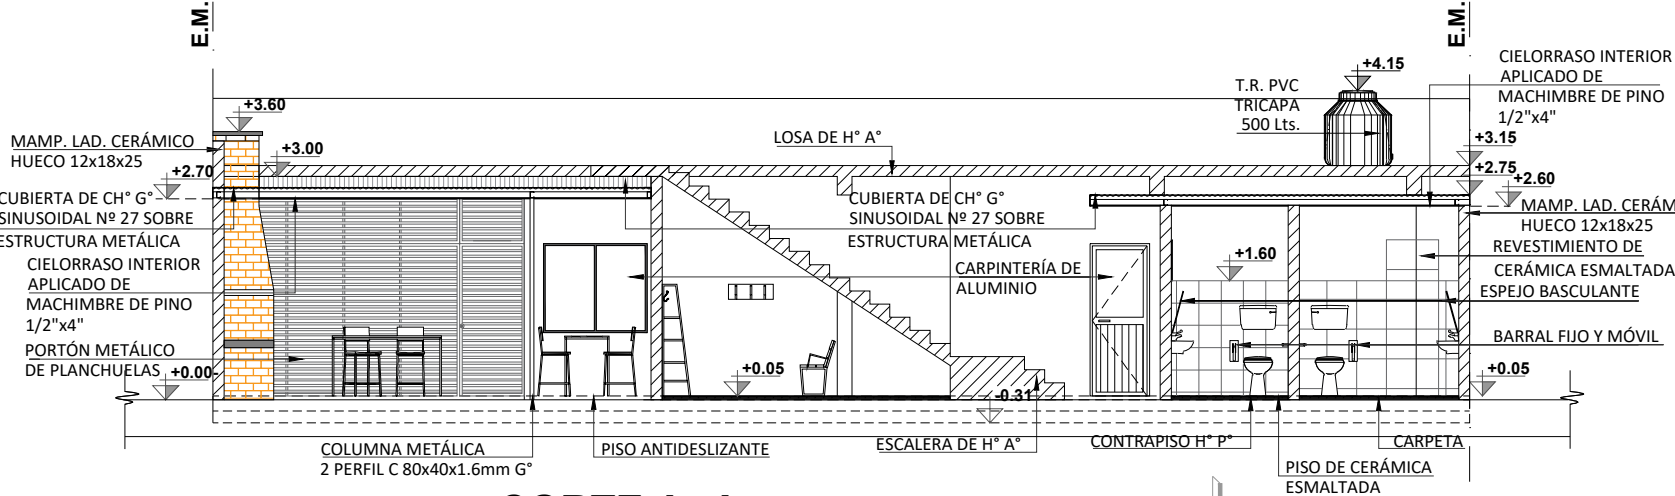 E.M.
E.M.
+3.60
MAMP. LAD. CERÁMICO
HUECO 12x18x25
+3.00
+2.70
CUBIERTA DE CH° G°
SINUSOIDAL Nº 27 SOBRE
ESTRUCTURA METÁLICA
CIELORRASO INTERIOR
APLICADO DE
MACHIMBRE DE PINO
1/2"x4"
PORTÓN METÁLICO
DE PLANCHUELAS
+0.00
COLUMNA METÁLICA
2 PERFIL C 80x40x1.6mm G°
PISO ANTIDESLIZANTE
LOSA DE H° A°
CUBIERTA DE CH° G°
SINUSOIDAL Nº 27 SOBRE
ESTRUCTURA METÁLICA
CARPINTERÍA DE
ALUMINIO
+0.05
-0.31
ESCALERA DE H° A°
T.R. PVC
TRICAPA
500 Lts.
+4.15
CIELORRASO INTERIOR
APLICADO DE
MACHIMBRE DE PINO
1/2"x4"
+3.15
+2.75
+2.60
MAMP. LAD. CERÁM
HUECO 12x18x25
REVESTIMIENTO DE
CERÁMICA ESMALTADA
+1.60
ESPEJO BASCULANTE
BARRAL FIJO Y MÓVIL
+0.05
CONTRAPISO H° P°
CARPETA
PISO DE CERÁMICA
ESMALTADA